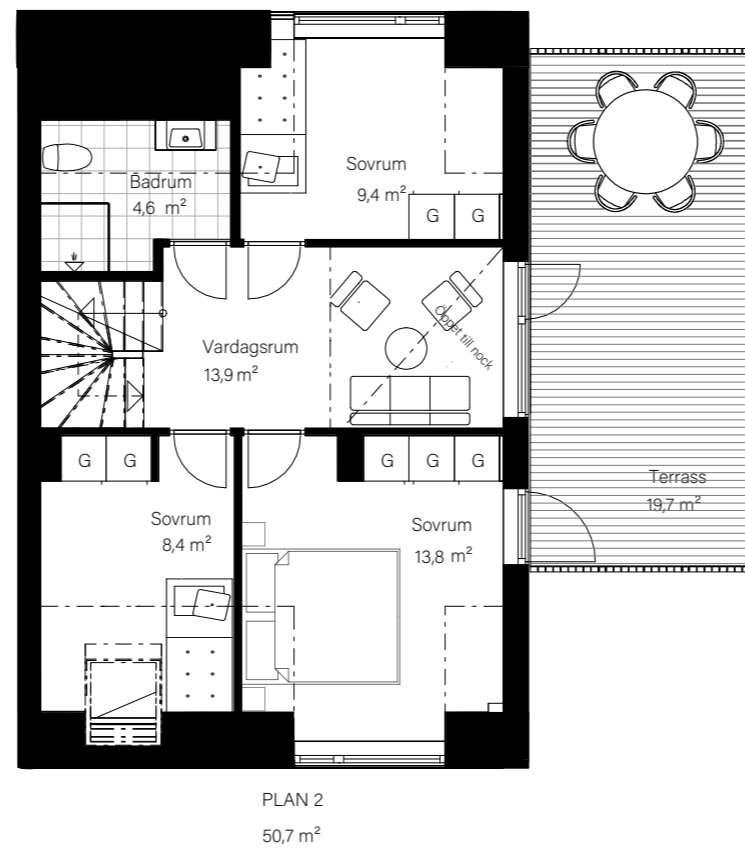 Sovrum
9,4 m²
Badrum
4,6 m²
G G
Öppet till nock
Vardagsrum
13,9 m²
G G
G G G
Terrass
19,7 m²
Sovrum
8,4 m²
Sovrum
13,8 m²
PLAN 2
50,7 m²